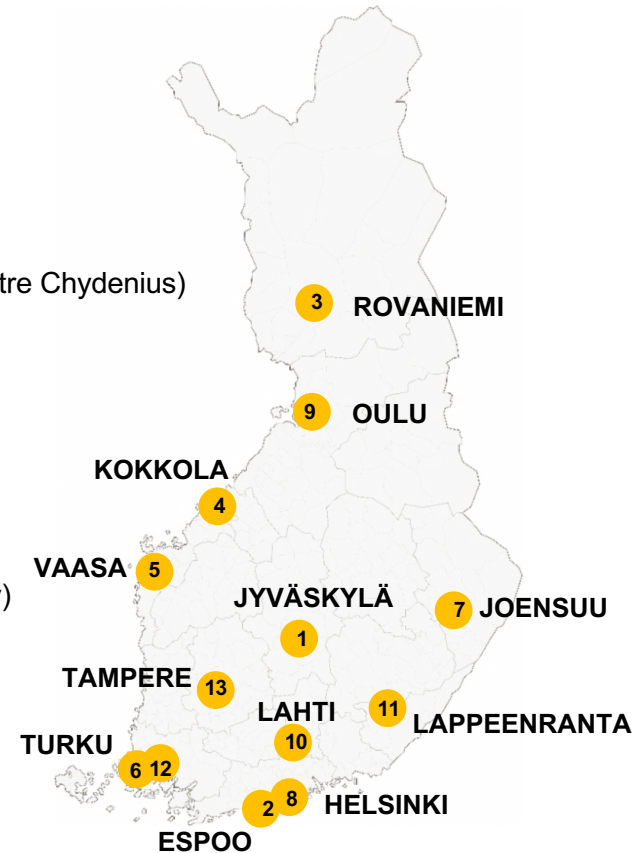 tre Chydenius)
3
ROVANIEMI
9
OULU
KOKKOLA
4
VAASA
5
)
JYVÄSKYLÄ
1
7
JOENSUU
TAMPERE
13
LAHTI
11
LAPPEENRANTA
TURKU
10
6
12
2
8
HELSINKI
ESPOO